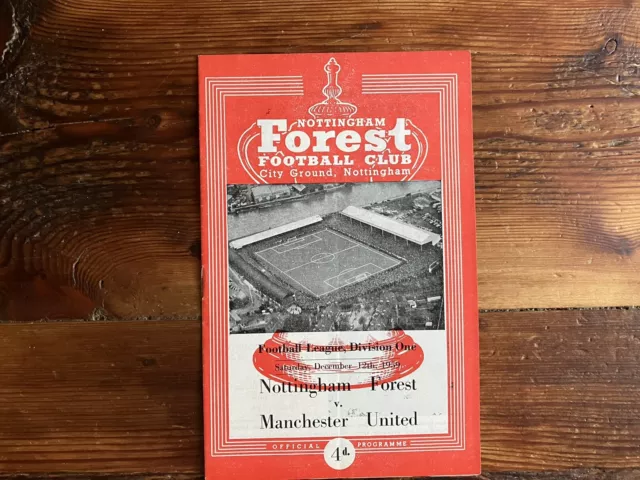 NOTTINGHAM
Forest
FOOTBALL CLUB
City Ground, Nottingham
Football League, Division One
Saturday, December 12th, 1959
Nottingham Forest
v.
Manchester United
OFFICIAL PROGRAMME
4d.